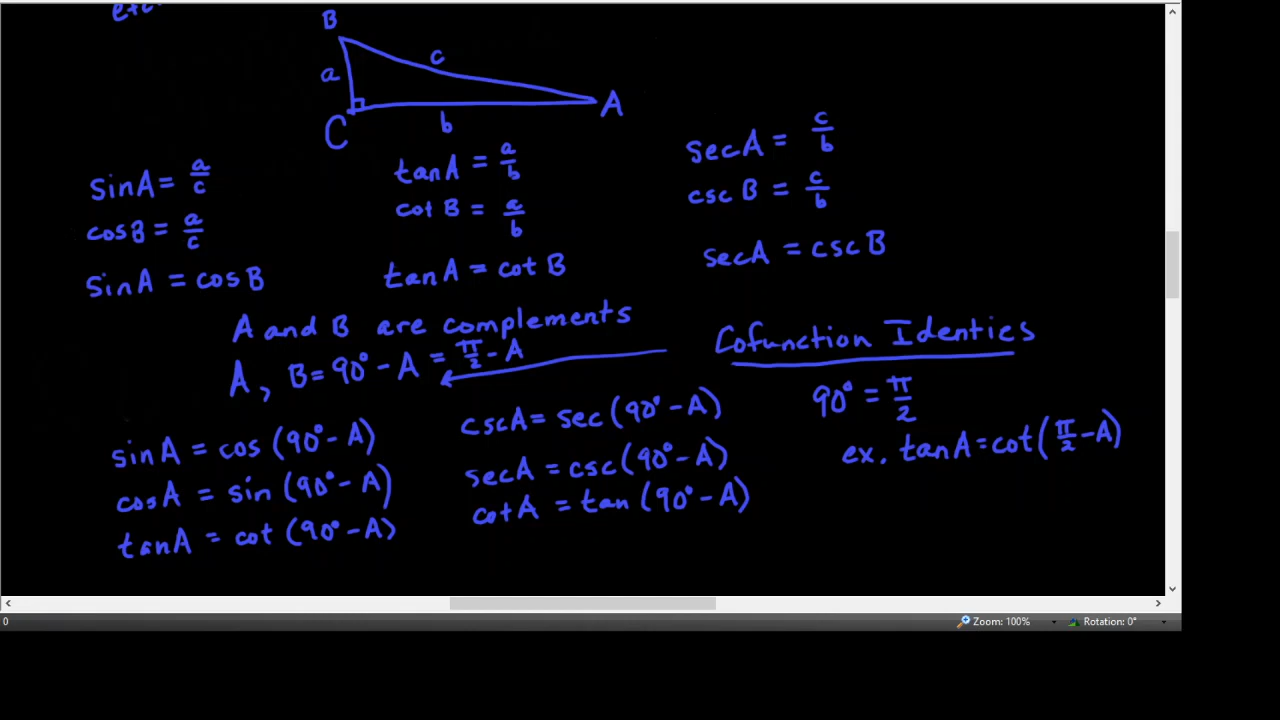 etc.
B
a
c
C
b
A
sinA = a/c
cosB = a/c
sinA = cosB
tanA = a/b
cot B = a/b
tanA = cot B
secA = c/b
csc B = c/b
secA = cscB
A and B are complements
A, B = 90° - A = π/2 - A
Cofunction Identies
90° = π/2
ex. tanA = cot(π/2 - A)
sinA = cos (90° - A)
cosA = sin (90° - A)
tanA = cot (90° - A)
cscA = sec (90° - A)
secA = csc (90° - A)
cotA = tan (90° - A)
0
Zoom: 100%
Rotation: 0°